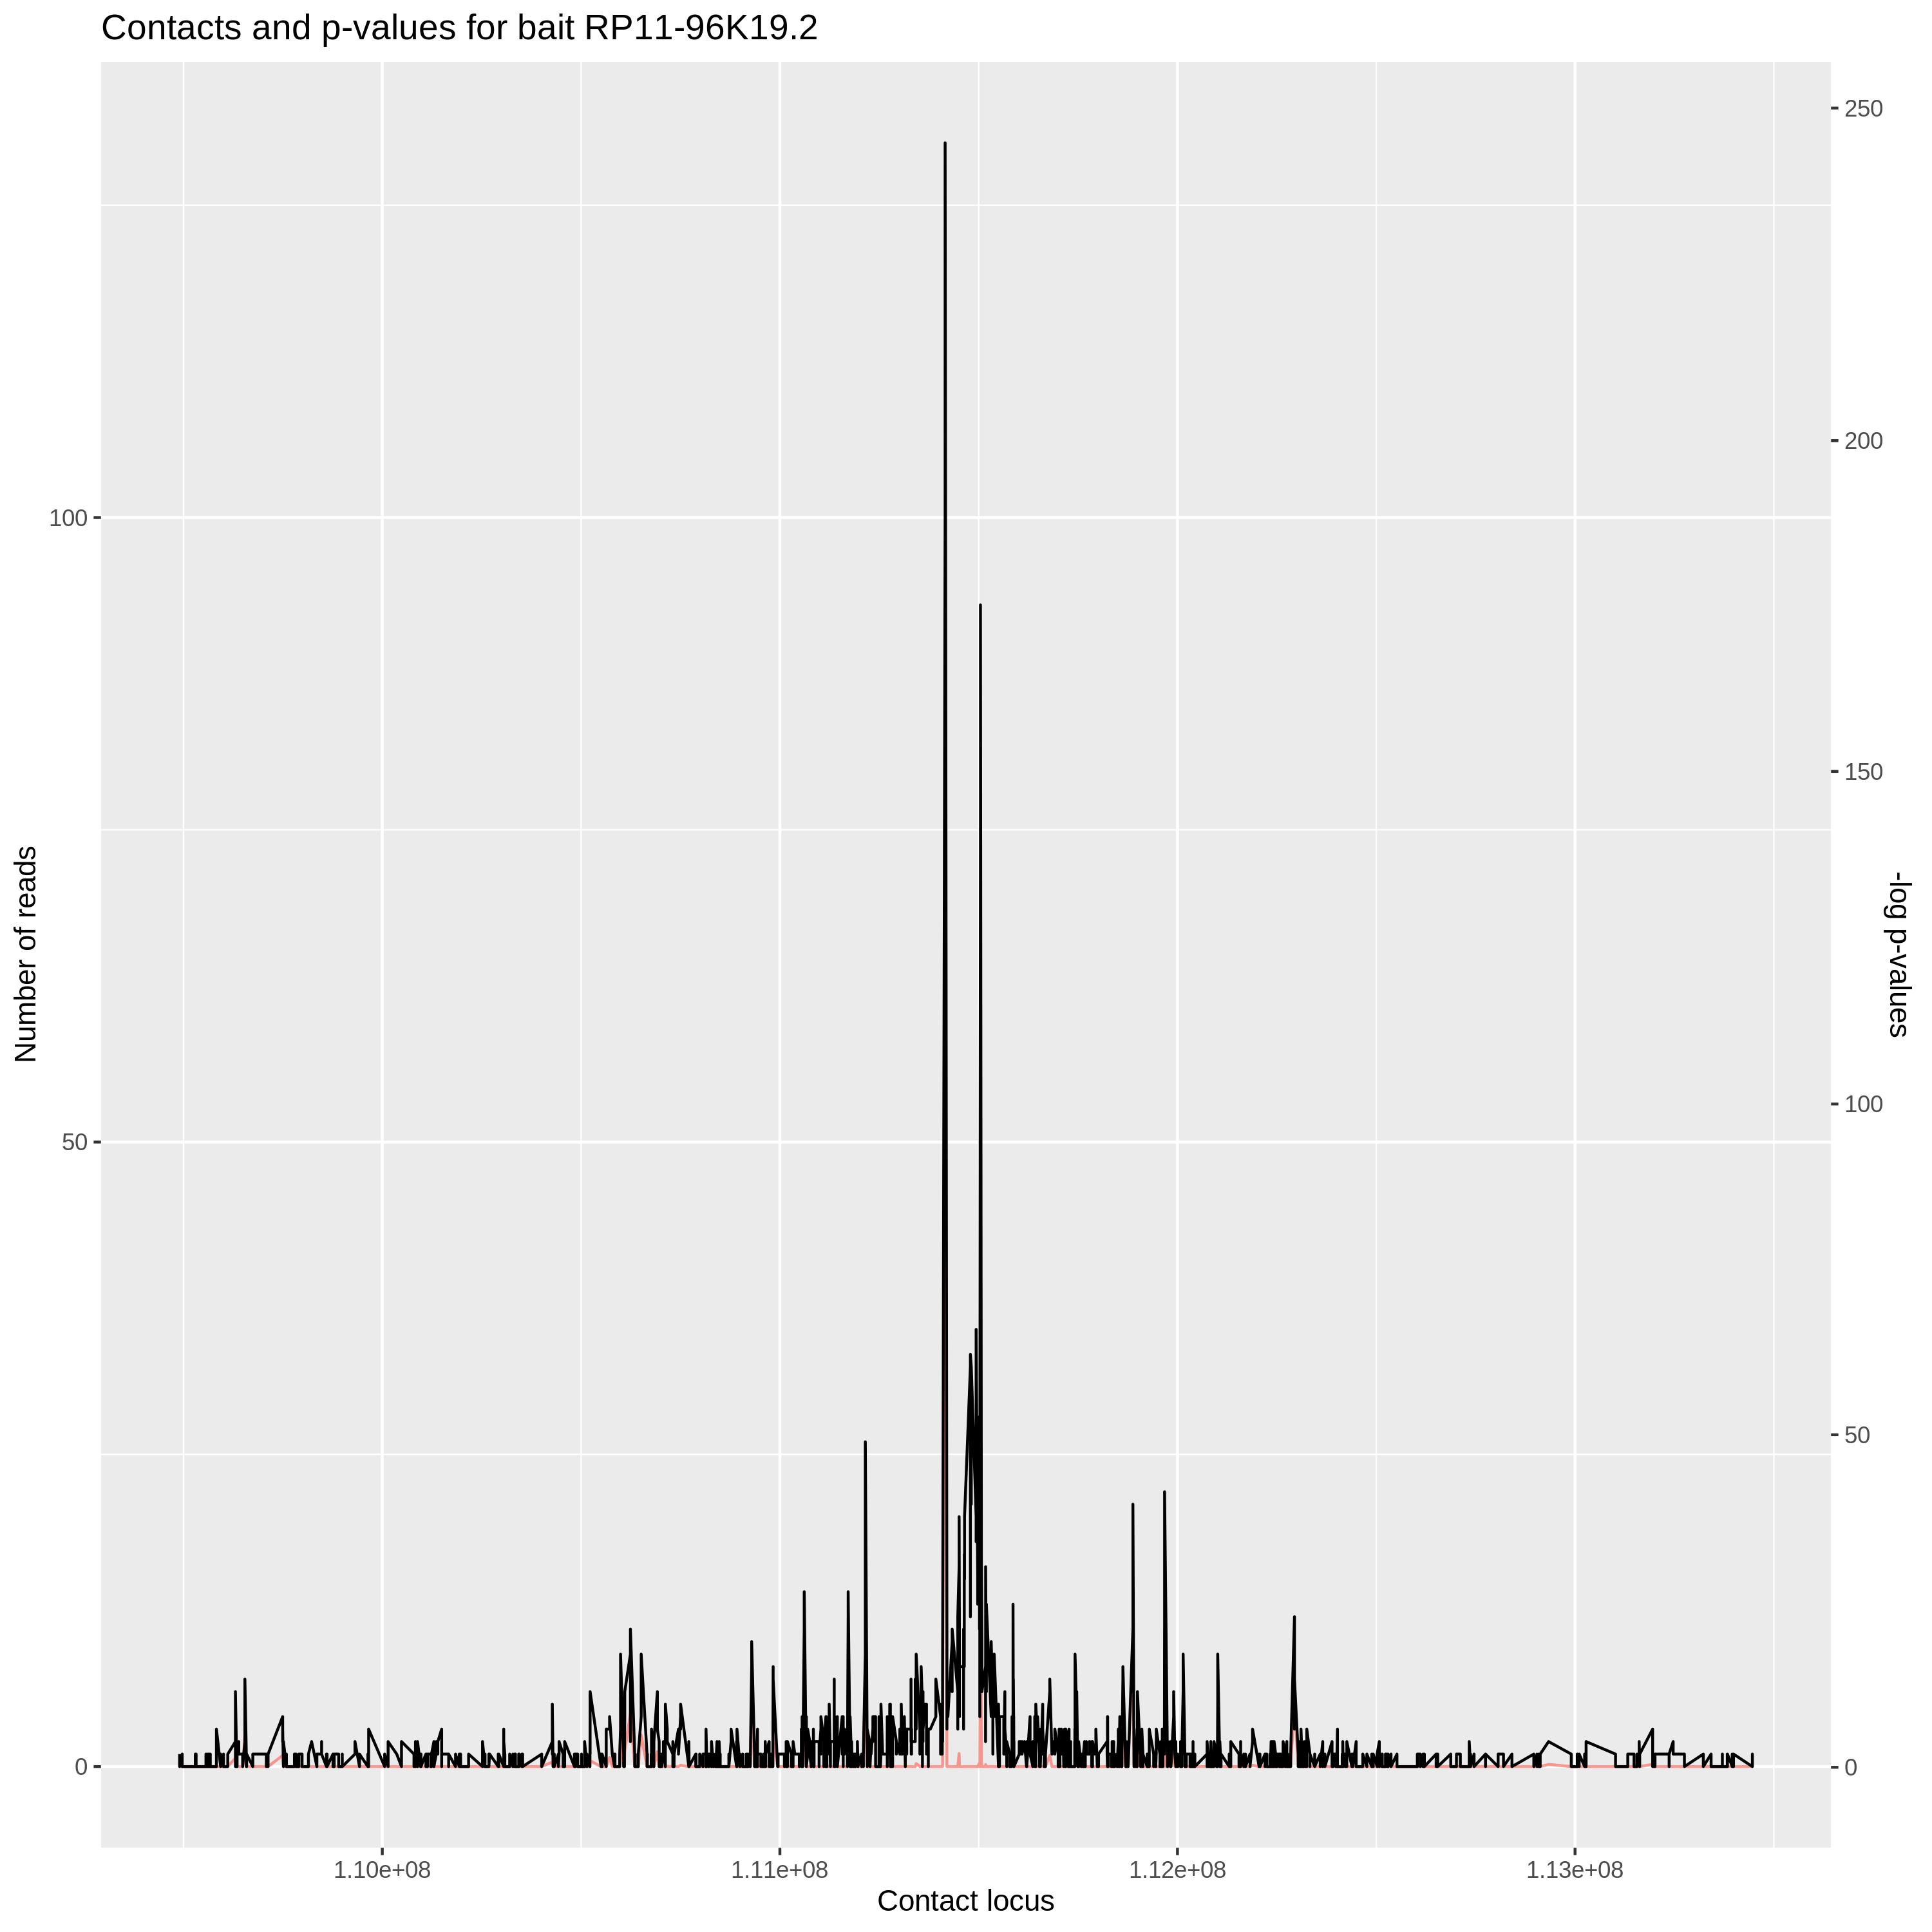 Contacts and p-values for bait RP11-96K19.2
250
200
150
100
50
0
-log p-values
100
50
0
Number of reads
1.10e+08
1.11e+08
1.12e+08
1.13e+08
Contact locus